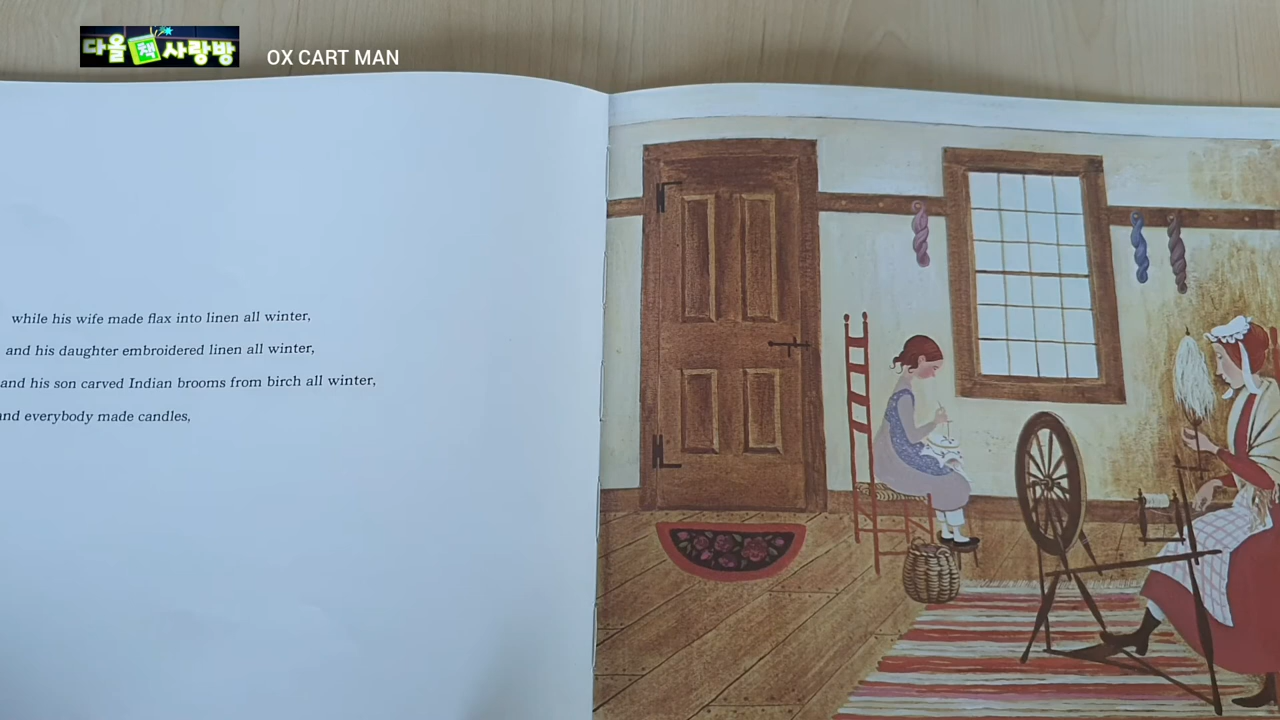 다올책사랑방
OX CART MAN
while his wife made flax into linen all winter,
and his daughter embroidered linen all winter,
and his son carved Indian brooms from birch all winter,
and everybody made candles,